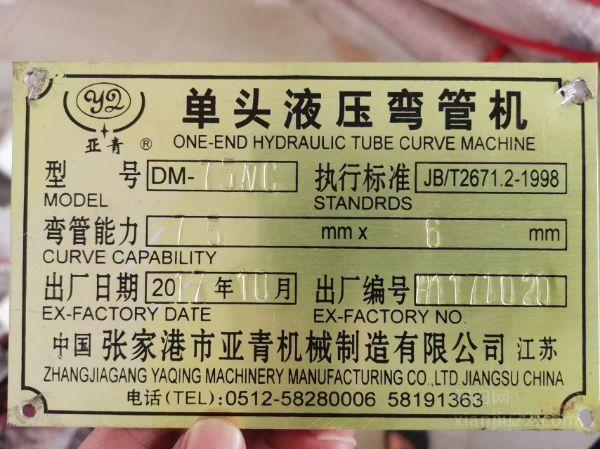 YQ
亚青 ®
单头液压弯管机
ONE-END HYDRAULIC TUBE CURVE MACHINE
型 号 DM-75NC 执行标准 JB/T2671.2-1998
MODEL STANDRDS
弯管能力 75 mm x 6 mm
CURVE CAPABILITY
出厂日期 2017年10月 出厂编号 H1171020
EX-FACTORY DATE EX-FACTORY NO.
中国 张家港市亚青机械制造有限公司 江苏
ZHANGJIAGANG YAQING MACHINERY MANUFACTURING CO.,LTD.JIANGSU CHINA
电话(TEL):0512-58280006 58191363